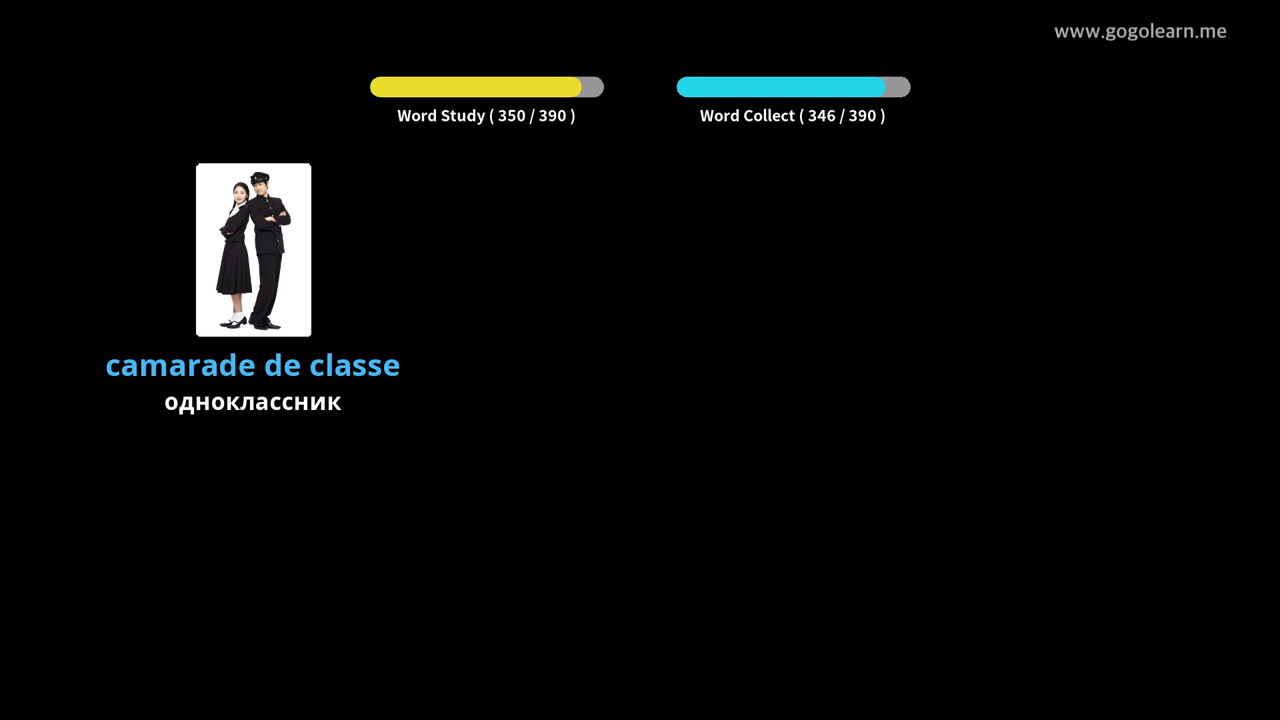 www.gogolearn.me
Word Study ( 350 / 390 )
Word Collect ( 346 / 390 )
camarade de classe
одноклассник